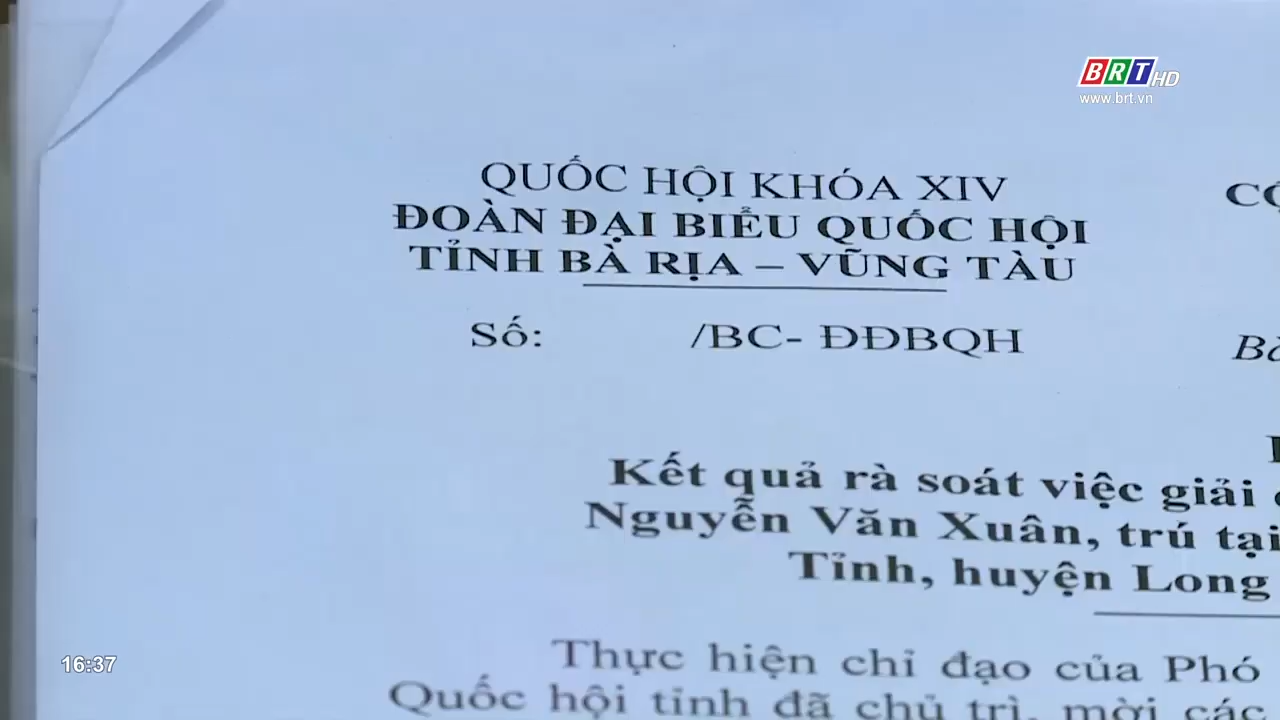 BRT HD
www.brt.vn
QUỐC HỘI KHÓA XIV
ĐOÀN ĐẠI BIỂU QUỐC HỘI
TỈNH BÀ RỊA – VŨNG TÀU
Số: /BC- ĐĐBQH
Kết quả rà soát việc giải
Nguyễn Văn Xuân, trú tại
Tỉnh, huyện Long
Thực hiện chỉ đạo của Phó
Quốc hội tỉnh đã chủ trì, mời các
16:37